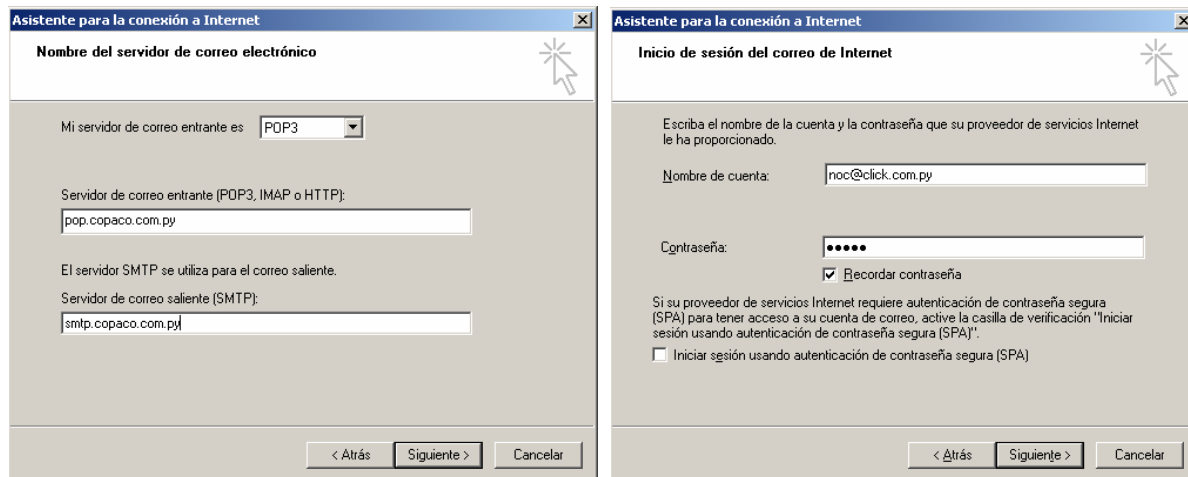 Asistente para la conexión a Internet
Nombre del servidor de correo electrónico
Mi servidor de correo entrante es POP3
Servidor de correo entrante (POP3, IMAP o HTTP):
pop.copaco.com.py
El servidor SMTP se utiliza para el correo saliente.
Servidor de correo saliente (SMTP):
smtp.copaco.com.py
< Atrás Siguiente > Cancelar
Asistente para la conexión a Internet
Inicio de sesión del correo de Internet
Escriba el nombre de la cuenta y la contraseña que su proveedor de servicios Internet
le ha proporcionado.
Nombre de cuenta: noc@click.com.py
Contraseña: •••••
Recordar contraseña
Si su proveedor de servicios Internet requiere autenticación de contraseña segura
(SPA) para tener acceso a su cuenta de correo, active la casilla de verificación "Iniciar
sesión usando autenticación de contraseña segura (SPA)".
Iniciar sesión usando autenticación de contraseña segura (SPA)
< Atrás Siguiente > Cancelar